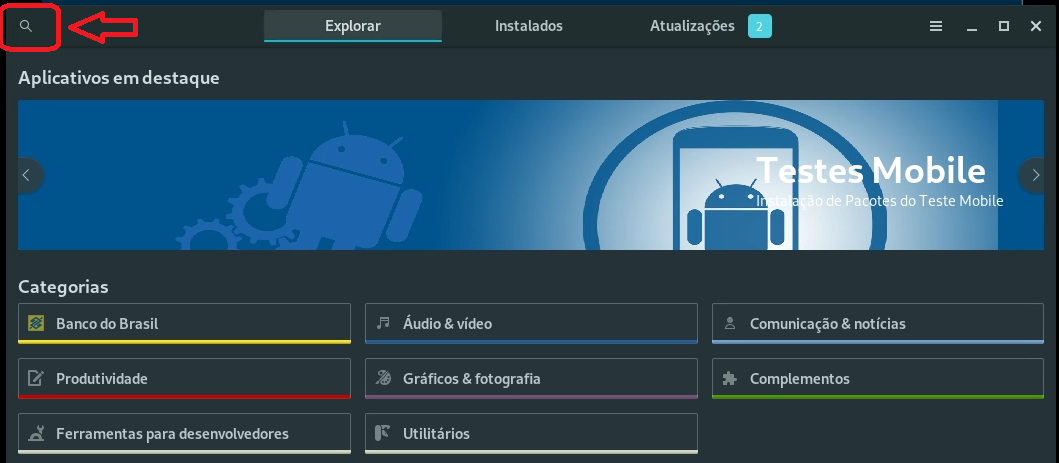 Explorar
Instalados
Atualizações 2
Aplicativos em destaque
Testes Mobile
Instalação de Pacotes do Teste Mobile
Categorias
Banco do Brasil
Áudio & vídeo
Comunicação & notícias
Produtividade
Gráficos & fotografia
Complementos
Ferramentas para desenvolvedores
Utilitários